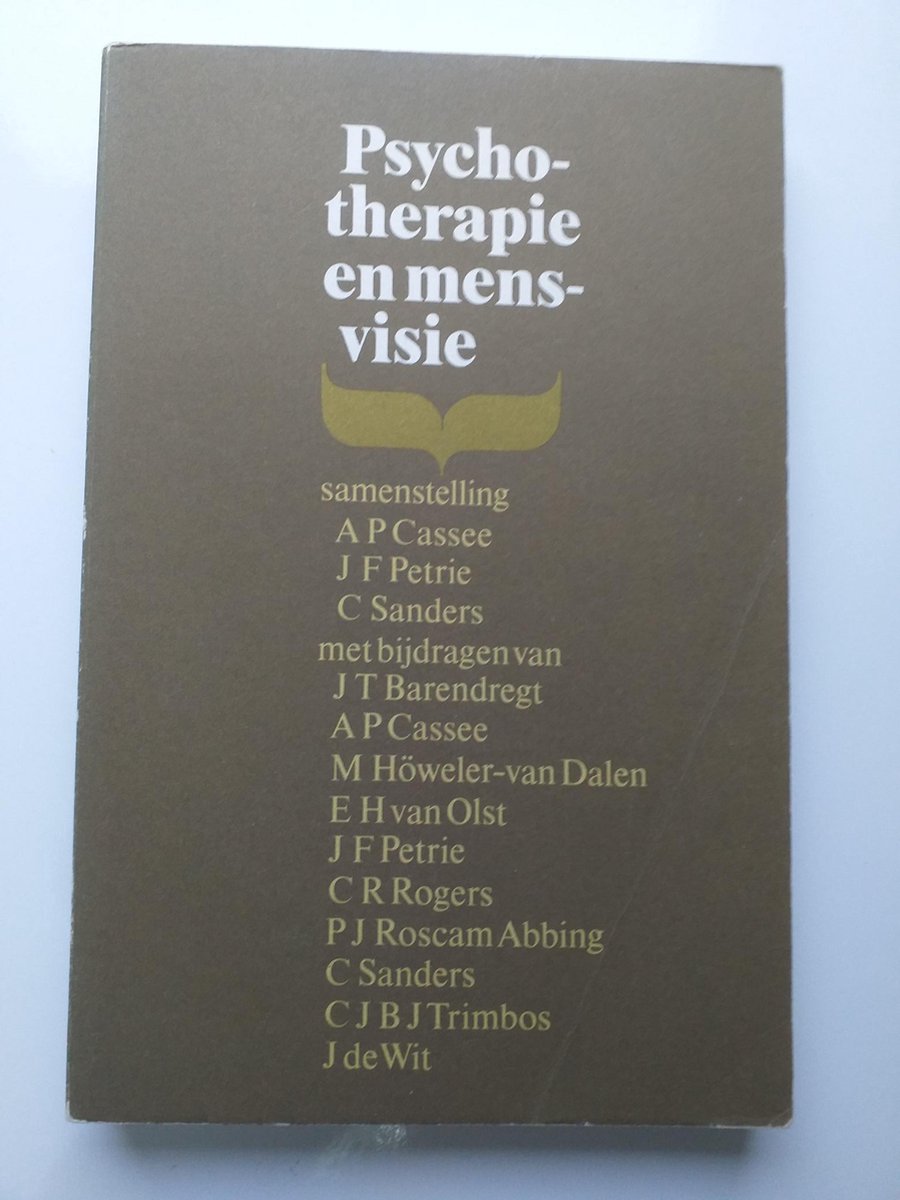 Psycho-
therapie
en mens-
visie
samenstelling
A P Cassee
J F Petrie
C Sanders
met bijdragen van
J T Barendregt
A P Cassee
M Höweler-van Dalen
E H van Olst
J F Petrie
C R Rogers
P J Roscam Abbing
C Sanders
C J B J Trimbos
J de Wit